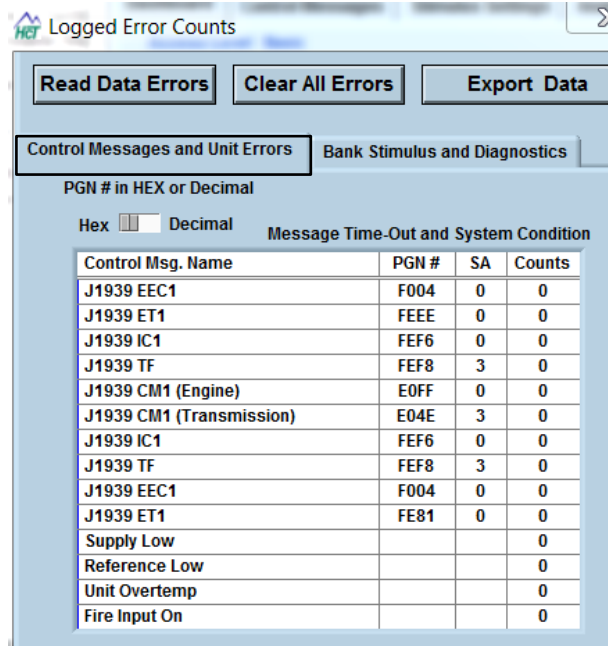 HCT Logged Error Counts
Read Data Errors Clear All Errors Export Data
Control Messages and Unit Errors Bank Stimulus and Diagnostics
PGN # in HEX or Decimal
Hex Decimal
Message Time-Out and System Condition
Control Msg. Name PGN # SA Counts
J1939 EEC1 F004 0 0
J1939 ET1 FEEE 0 0
J1939 IC1 FEF6 0 0
J1939 TF FEF8 3 0
J1939 CM1 (Engine) E0FF 0 0
J1939 CM1 (Transmission) E04E 3 0
J1939 IC1 FEF6 0 0
J1939 TF FEF8 3 0
J1939 EEC1 F004 0 0
J1939 ET1 FE81 0 0
Supply Low 0
Reference Low 0
Unit Overtemp 0
Fire Input On 0